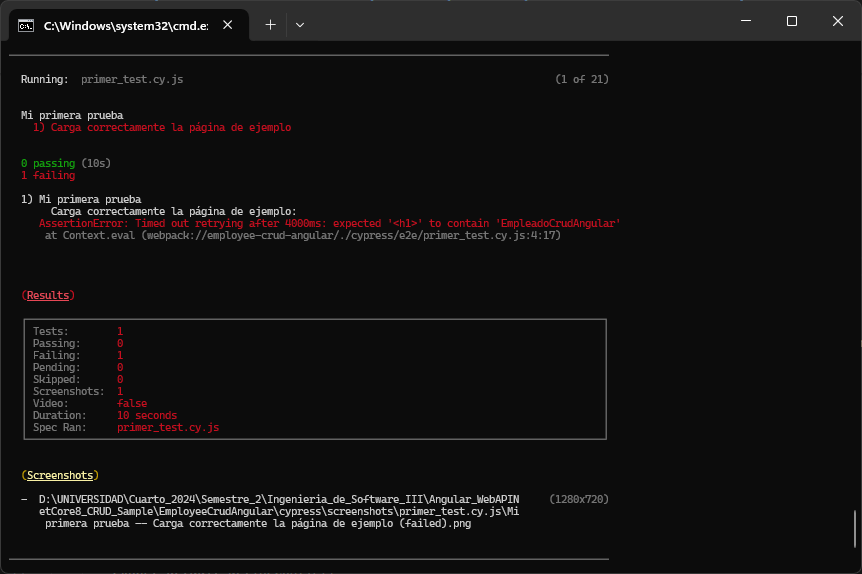 C:\Windows\system32\cmd.e:
Running:  primer_test.cy.js (1 of 21)
Mi primera prueba
1) Carga correctamente la página de ejemplo
0 passing (10s)
1 failing
1) Mi primera prueba
Carga correctamente la página de ejemplo:
AssertionError: Timed out retrying after 4000ms: expected '<h1>' to contain 'EmpleadoCrudAngular'
at Context.eval (webpack://employee-crud-angular/./cypress/e2e/primer_test.cy.js:4:17)
(Results)
Tests: 1
Passing: 0
Failing: 1
Pending: 0
Skipped: 0
Screenshots: 1
Video: false
Duration: 10 seconds
Spec Ran: primer_test.cy.js
(Screenshots)
- D:\UNIVERSIDAD\Cuarto_2024\Semestre_2\Ingenieria_de_Software_III\Angular_WebAPIN (1280x720)
etCore8_CRUD_Sample\EmployeeCrudAngular\cypress\screenshots\primer_test.cy.js\Mi
primera prueba -- Carga correctamente la página de ejemplo (failed).png